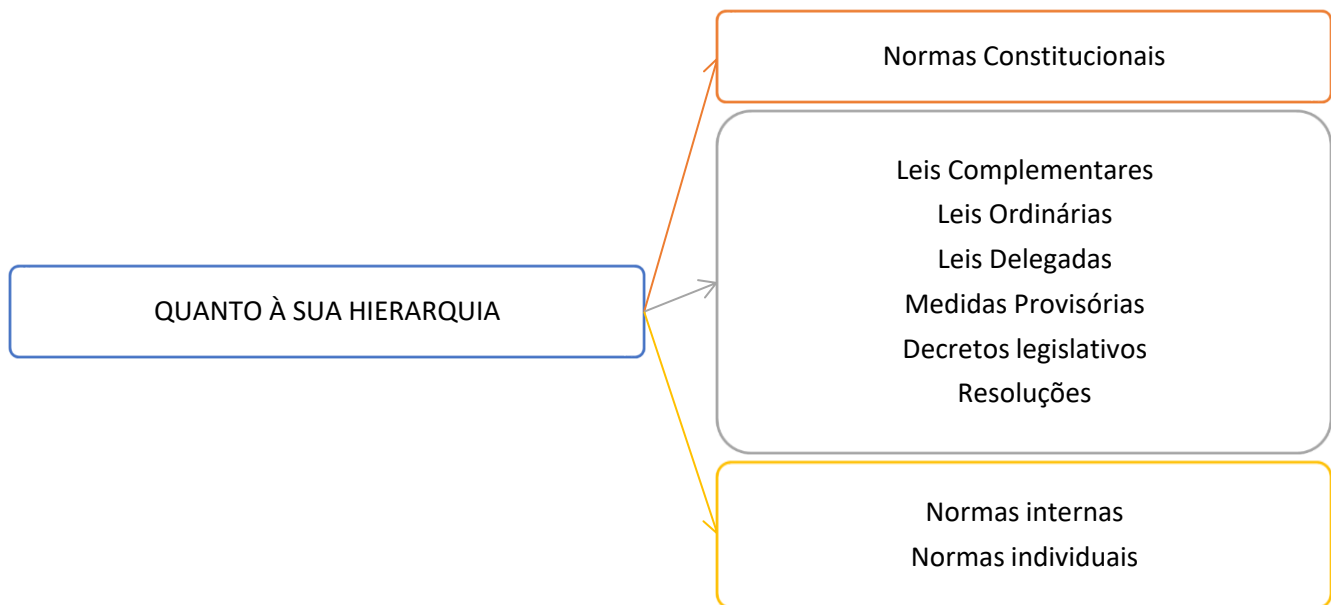 QUANTO À SUA HIERARQUIA
Normas Constitucionais
Leis Complementares
Leis Ordinárias
Leis Delegadas
Medidas Provisórias
Decretos legislativos
Resoluções
Normas internas
Normas individuais